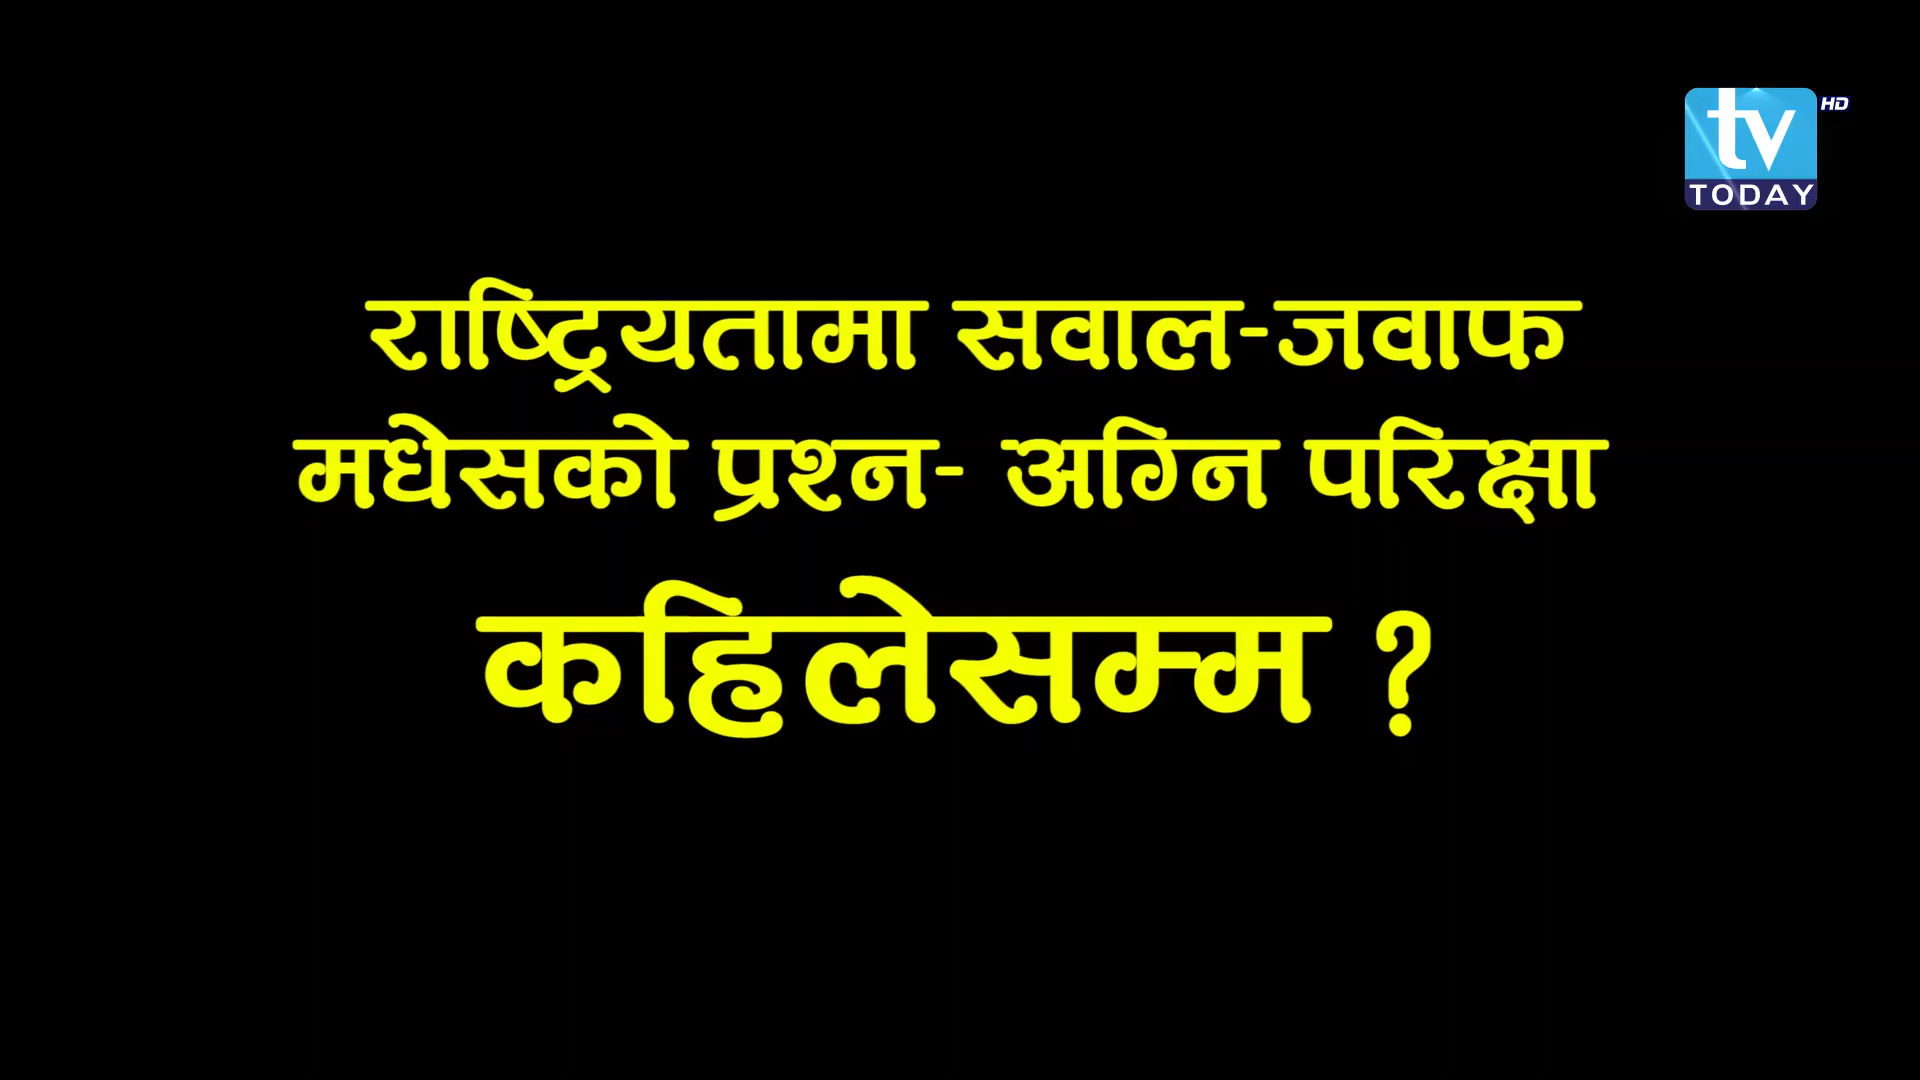 tv HD
TODAY
राष्ट्रियतामा सवाल-जवाफ
मधेसको प्रश्न- अग्नि परिक्षा
कहिलेसम्म ?